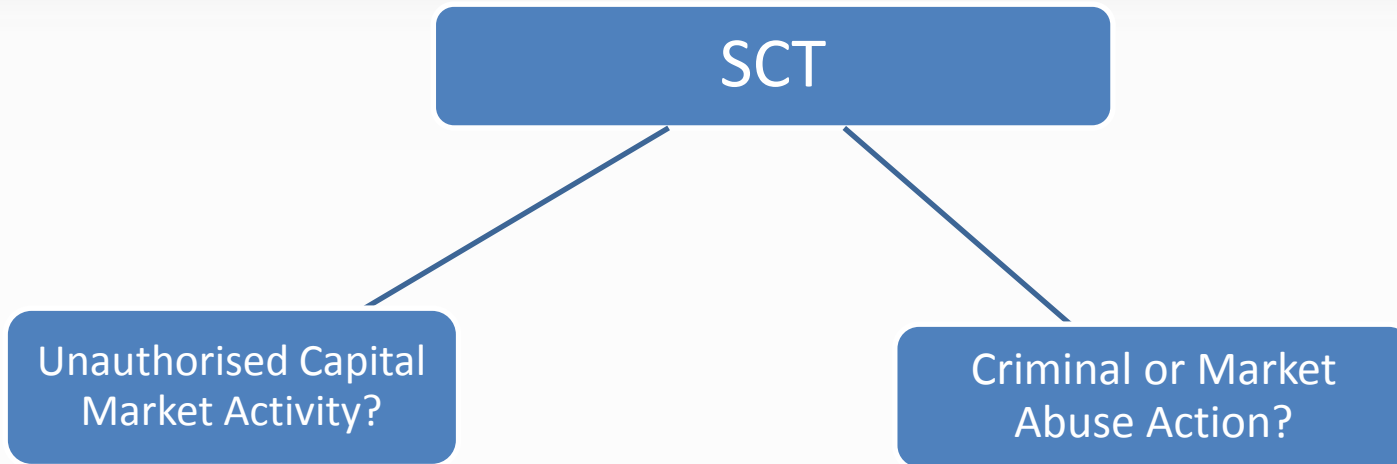 SCT
Unauthorised Capital
Market Activity?
Criminal or Market
Abuse Action?